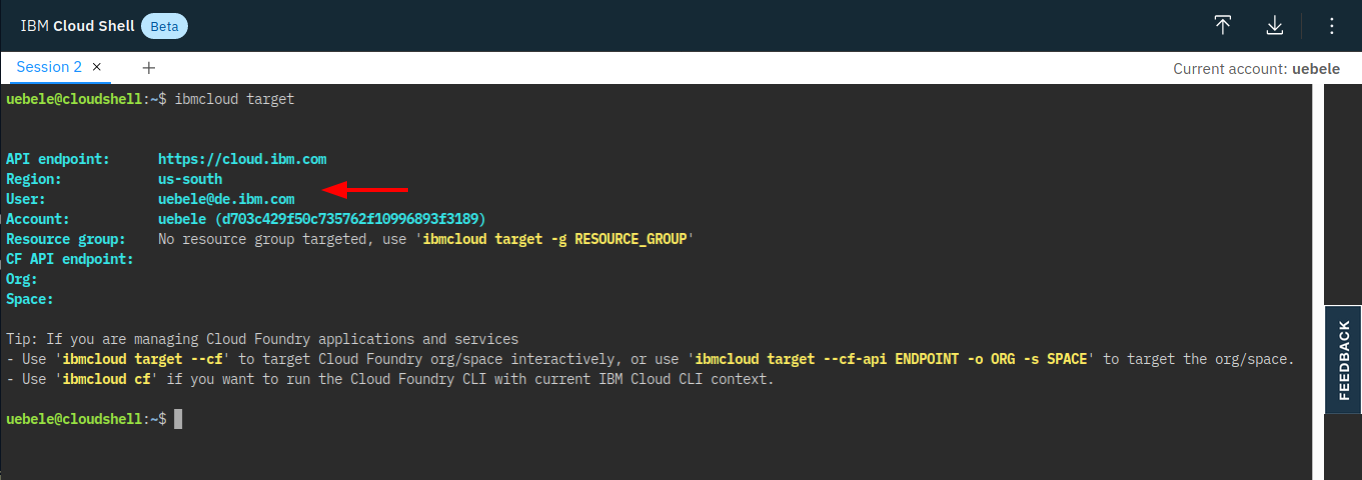 IBM Cloud Shell Beta
Session 2 × +
Current account: uebele
uebele@cloudshell:~$ ibmcloud target
API endpoint: https://cloud.ibm.com
Region: us-south
User: uebele@de.ibm.com
Account: uebele (d703c429f50c735762f10996893f3189)
Resource group: No resource group targeted, use 'ibmcloud target -g RESOURCE_GROUP'
CF API endpoint:
Org:
Space:
Tip: If you are managing Cloud Foundry applications and services
- Use 'ibmcloud target --cf' to target Cloud Foundry org/space interactively, or use 'ibmcloud target --cf-api ENDPOINT -o ORG -s SPACE' to target the org/space.
- Use 'ibmcloud cf' if you want to run the Cloud Foundry CLI with current IBM Cloud CLI context.
uebele@cloudshell:~$
FEEDBACK